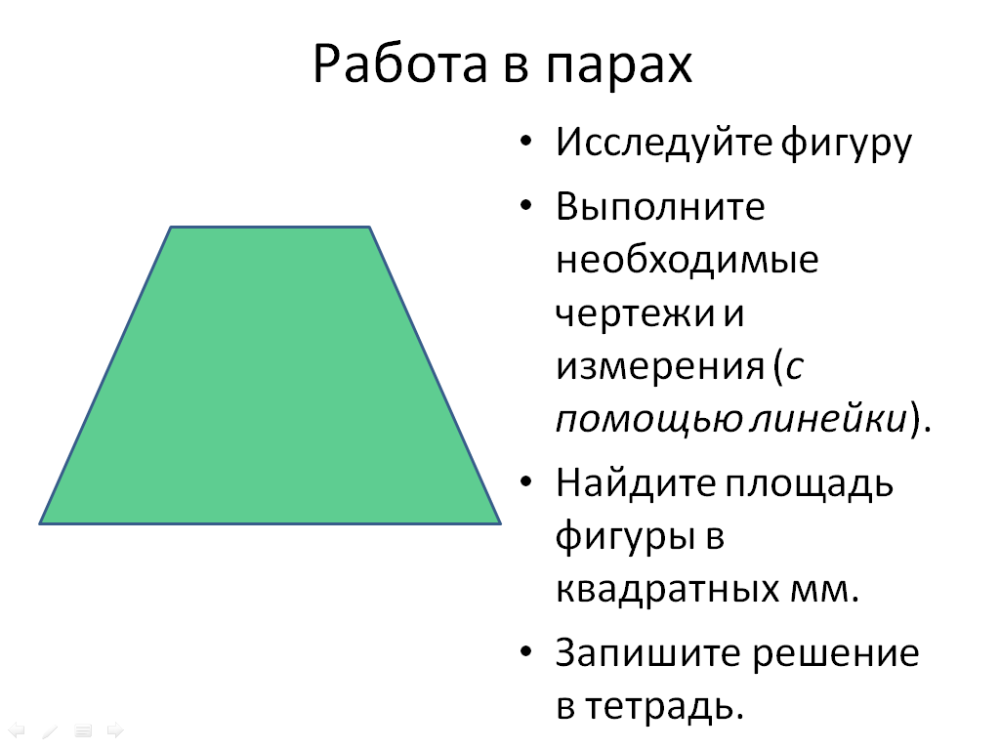 Работа в парах
• Исследуйте фигуру
• Выполните
необходимые
чертежи и
измерения (с
помощью линейки).
• Найдите площадь
фигуры в
квадратных мм.
• Запишите решение
в тетрадь.